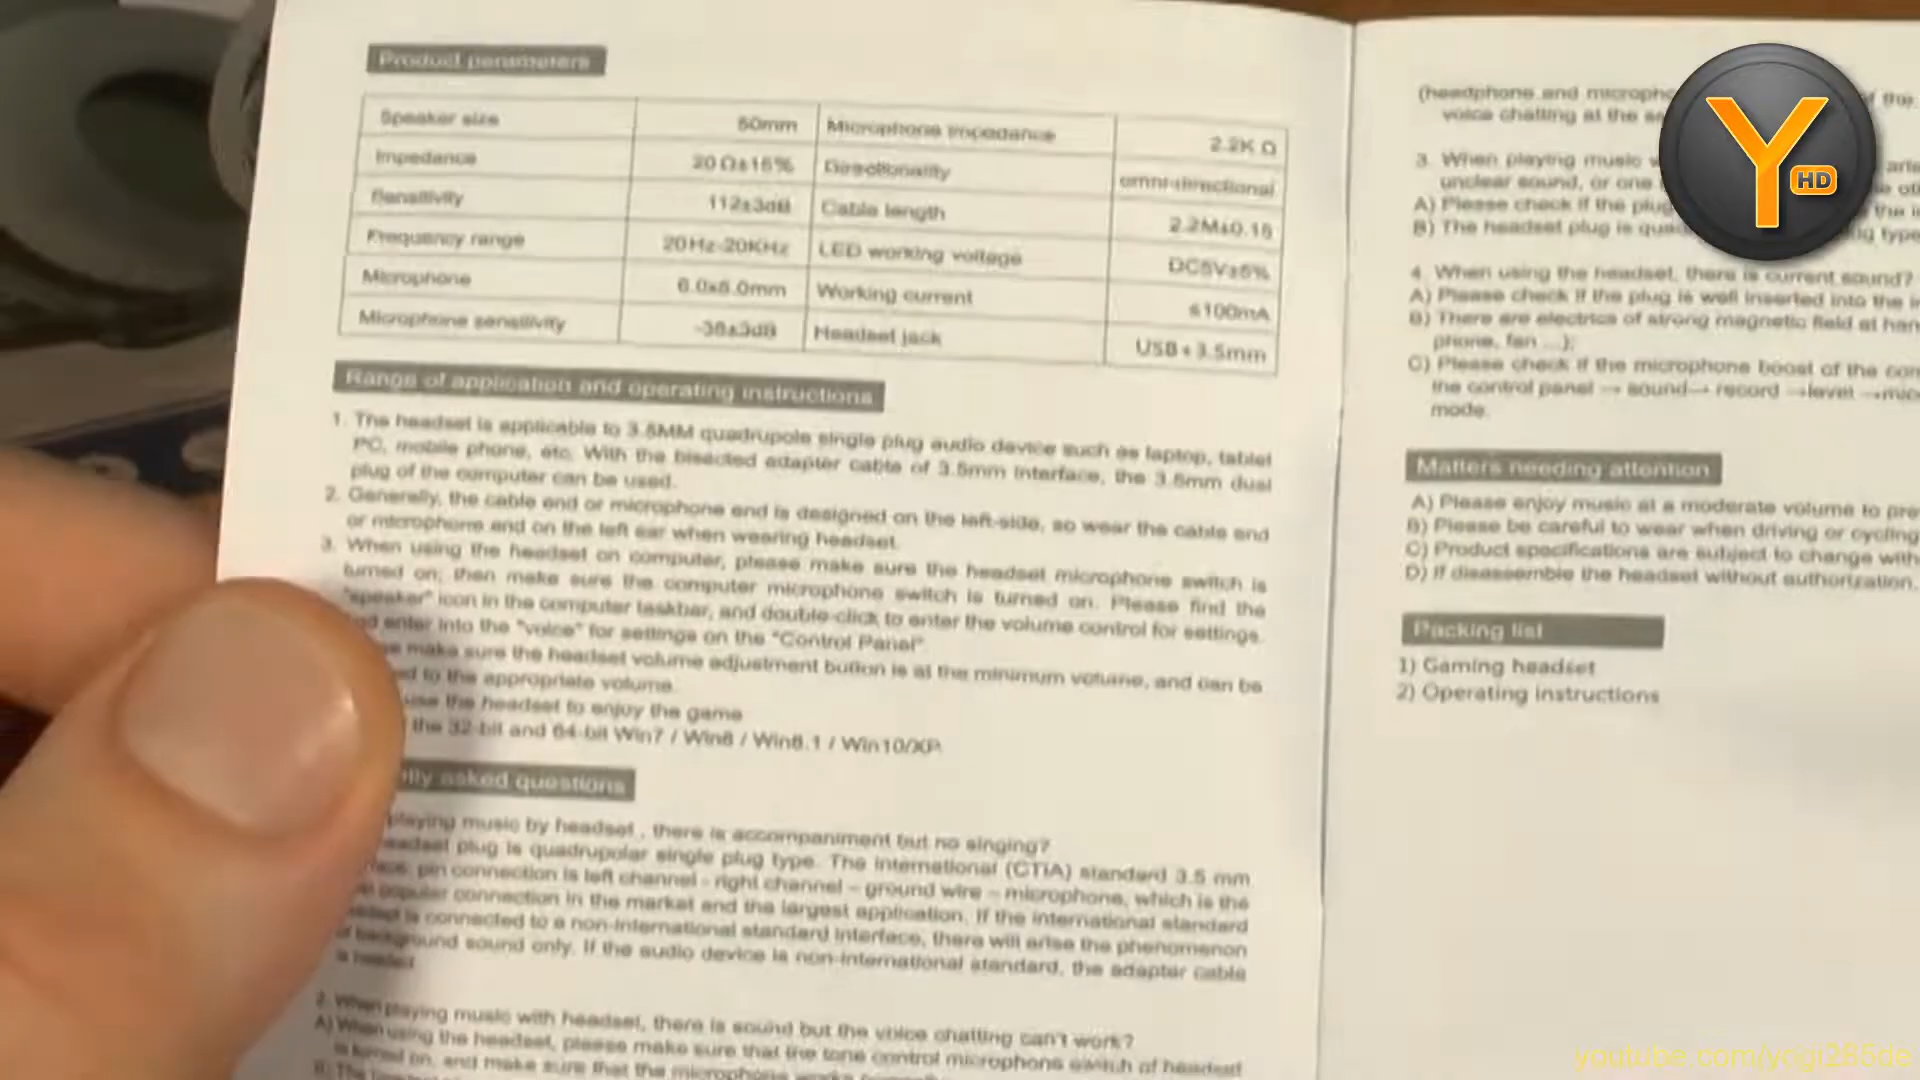 Product parameters
Speaker size 50mm Microphone impedance 2.2K Ω
Impedance 20 Ω±15% Directionality omni-directional
Sensitivity 112±3dB Cable length 2.2M±0.15
Frequency range 20Hz-20KHz LED working voltage DC5V±5%
Microphone 6.0x5.0mm Working current ≤100mA
Microphone sensitivity -38±3dB Headset jack USB+3.5mm
Range of application and operating instructions
1. The headset is applicable to 3.5MM quadrupole single plug audio device such as laptop, tablet
PC, mobile phone, etc. With the bisected adapter cable of 3.5mm interface, the 3.5mm dual
plug of the computer can be used.
2. Generally, the cable end or microphone end is designed on the left-side, so wear the cable end
or microphone end on the left ear when wearing headset.
3. When using the headset on computer, please make sure the headset microphone switch is
turned on; then make sure the computer microphone switch is turned on. Please find the
"speaker" icon in the computer taskbar, and double-click to enter the volume control for settings.
enter into the "voice" for settings on the "Control Panel".
make sure the headset volume adjustment button is at the minimum volume, and can be
to the appropriate volume.
use the headset to enjoy the game
the 32-bit and 64-bit Win7 / Win8 / Win8.1 / Win10/XP.
asked questions
playing music by headset , there is accompaniment but no singing?
plug is quadrupolar single plug type. The international (CTIA) standard 3.5 mm
pin connection is left channel - right channel – ground wire – microphone, which is the
popular connection in the market and the largest application. If the international standard
is connected to a non-international standard interface, there will arise the phenomenon
of background sound only. If the audio device is non-international standard, the adapter cable
is needed.
2. When playing music with headset, there is sound but the voice chatting can't work?
A) When using the headset, please make sure that the tone control microphone switch of headset
is turned on, and make sure that the microphone works
(headphone and of the
voice chatting at the
3. When playing music
unclear sound, or one
A) Please check if the plug the
B) The headset plug is type
4. When using the headset, there is current sound?
A) Please check if the plug is well inserted into the
B) There are electrics of strong magnetic field at
phone, fan ...);
C) Please check if the microphone boost of the
the control panel → sound→ record →level
mode.
Matters needing attention
A) Please enjoy music at a moderate volume to
B) Please be careful to wear when driving or cycling
C) Product specifications are subject to change
D) If disassemble the headset without authorization.
Packing list
1) Gaming headset
2) Operating instructions
Y HD
youtube.com/yogi285de